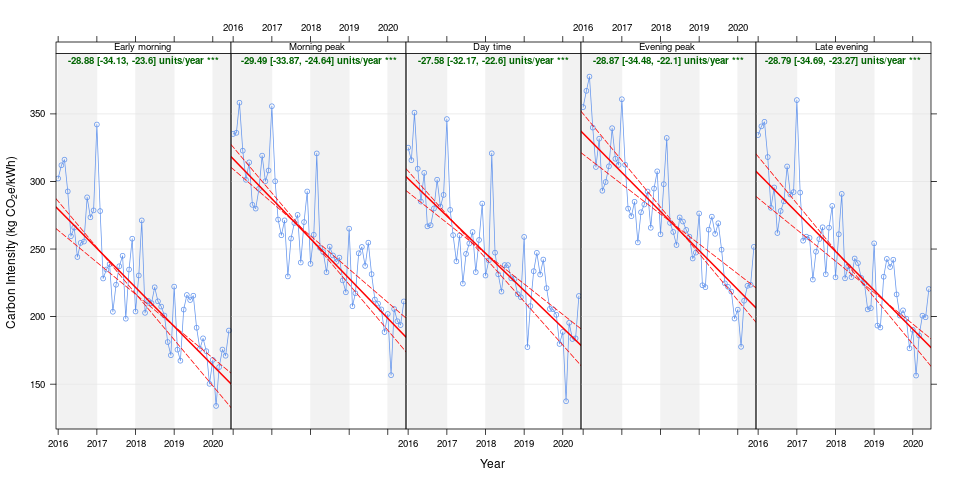 2016 2017 2018 2019 2020 2016 2017 2018 2019 2020
Early morning Morning peak Day time Evening peak Late evening
-28.88 [-34.13, -23.6] units/year *** -29.49 [-33.87, -24.64] units/year *** -27.58 [-32.17, -22.6] units/year *** -28.87 [-34.48, -22.1] units/year *** -28.79 [-34.69, -23.27] units/year ***
350
300
250
200
150
Carbon Intensity (kg CO₂e/kWh)
2016 2017 2018 2019 2020 2016 2017 2018 2019 2020 2016 2017 2018 2019 2020
Year